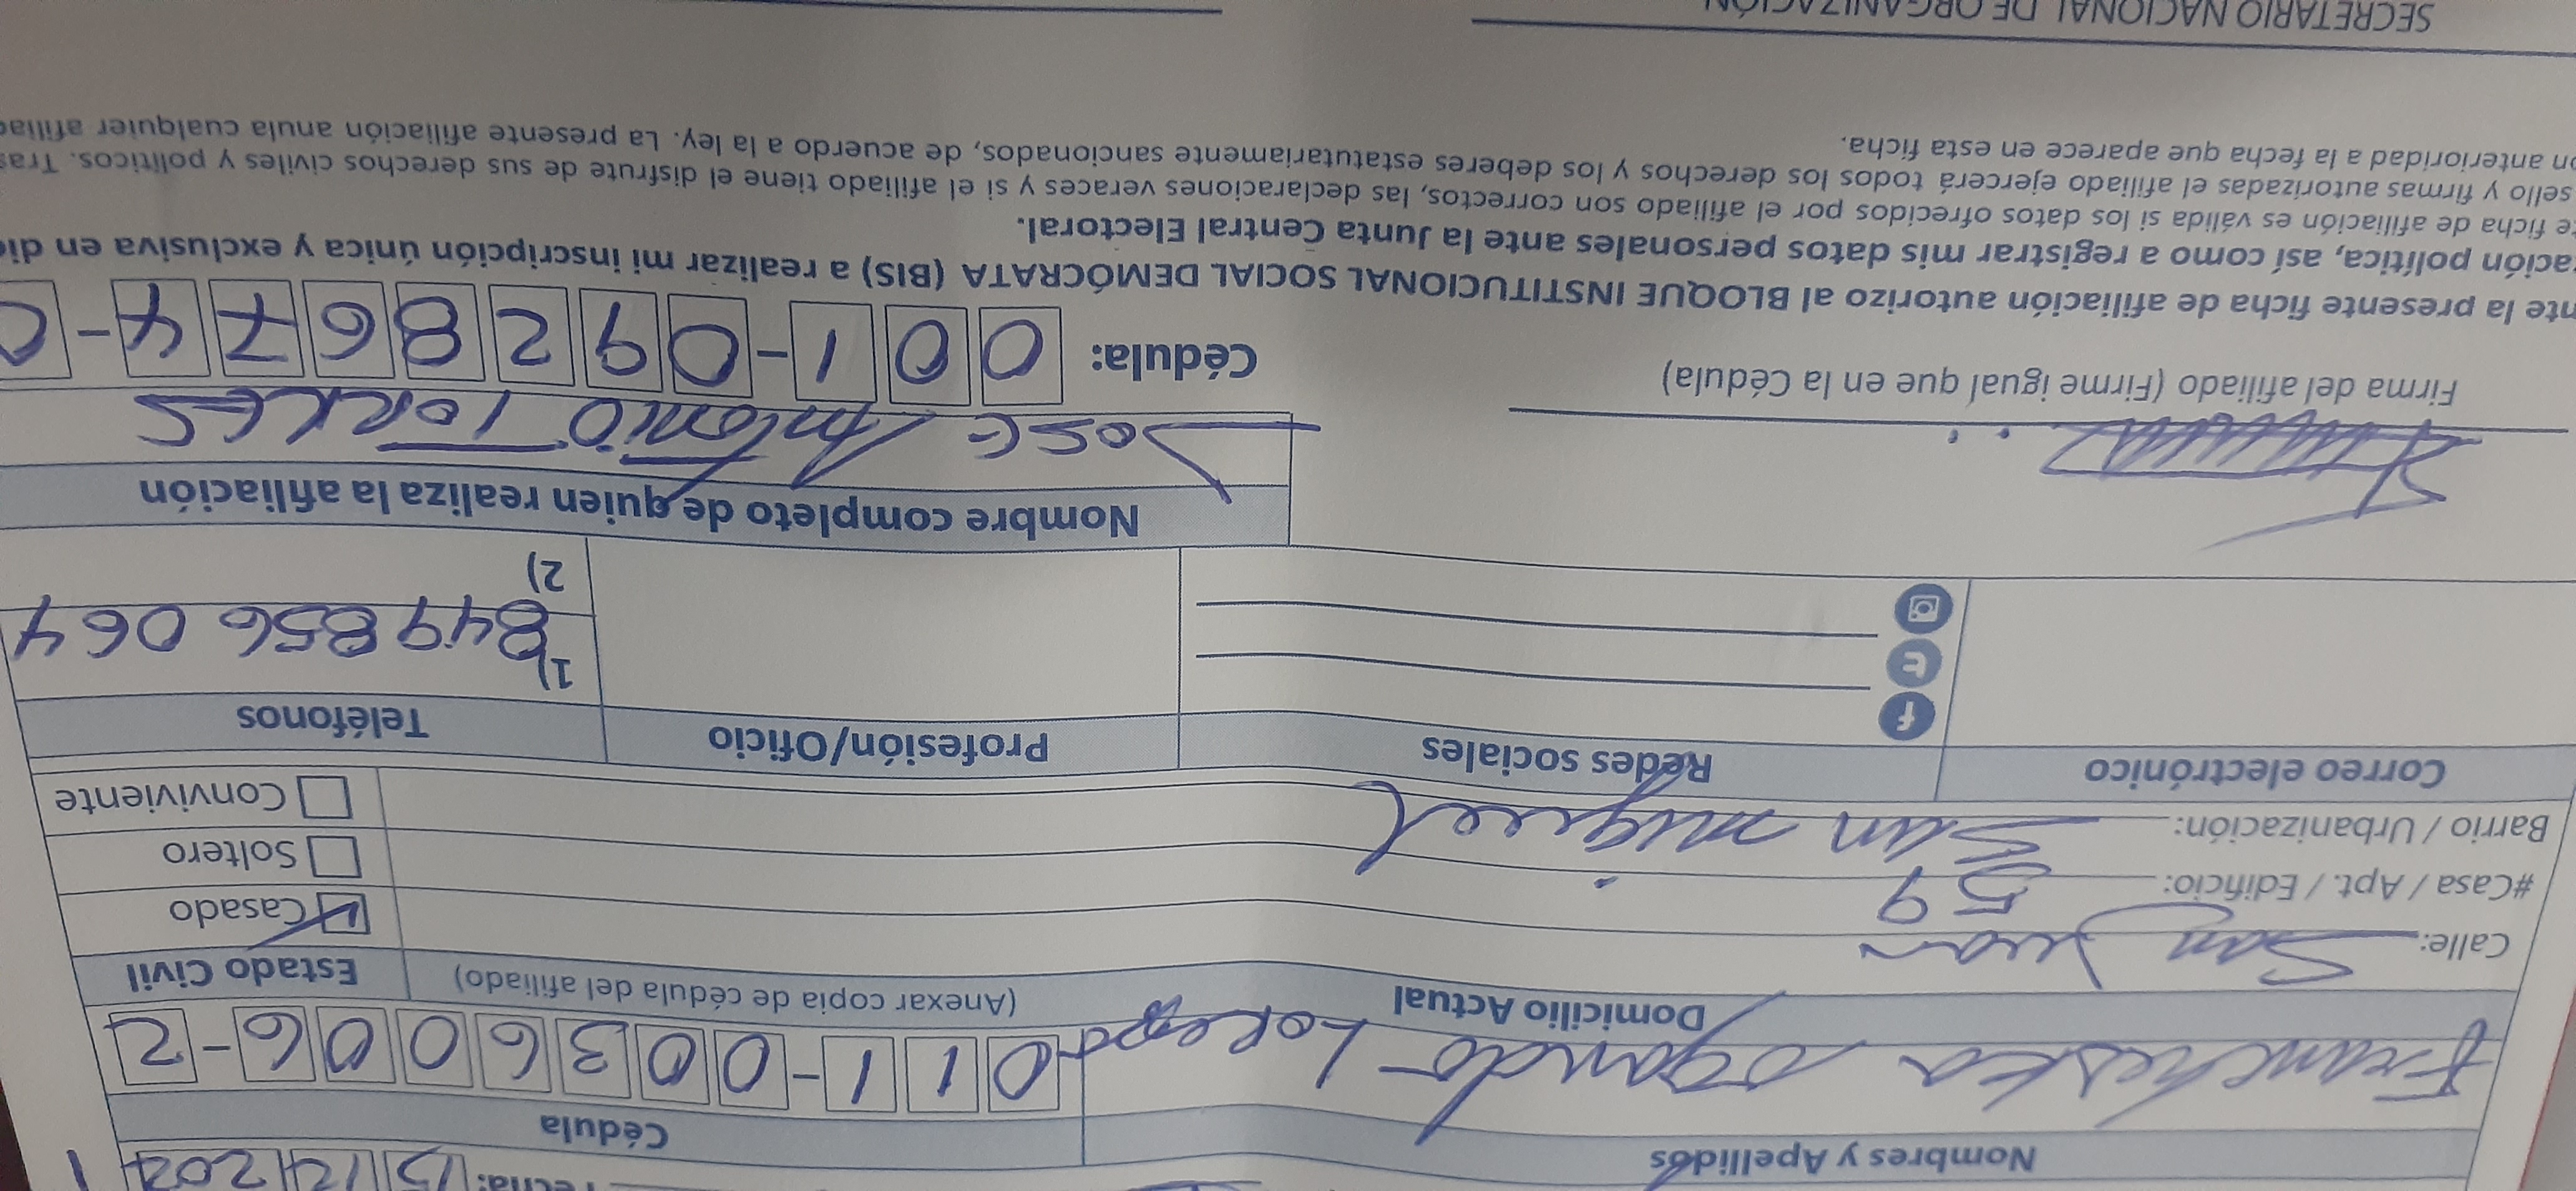 Fecha: 15 12 202
Nombres y Apellidos
Cédula
Francheska ogando Lorenzo
011-0036006-2
Domicilio Actual
(Anexar copia de cédula del afiliado)
Estado Civil
Calle: San Juan
Casado
#Casa / Apt. / Edificio: 59
Soltero
Barrio / Urbanización: San miguel
Conviviente
Correo electrónico
Redes sociales
Profesión/Oficio
Teléfonos
1) 849 856 064
2)
Nombre completo de quien realiza la afiliación
Jose Antonio Torres
Firma del afiliado (Firme igual que en la Cédula)
Cédula: 001-0928674-
nte la presente ficha de afiliación autorizo al BLOQUE INSTITUCIONAL SOCIAL DEMÓCRATA (BIS) a realizar mi inscripción única y exclusiva en dic
ación política, así como a registrar mis datos personales ante la Junta Central Electoral.
te ficha de afiliación es válida si los datos ofrecidos por el afiliado son correctos, las declaraciones veraces y si el afiliado tiene el disfrute de sus derechos civiles y políticos. Tras
sello y firmas autorizadas el afiliado ejercerá todos los derechos y los deberes estatutariamente sancionados, de acuerdo a la ley. La presente afiliación anula cualquier afiliac
on anterioridad a la fecha que aparece en esta ficha.
SECRETARIO NACIONAL DE ORGANIZACIÓN